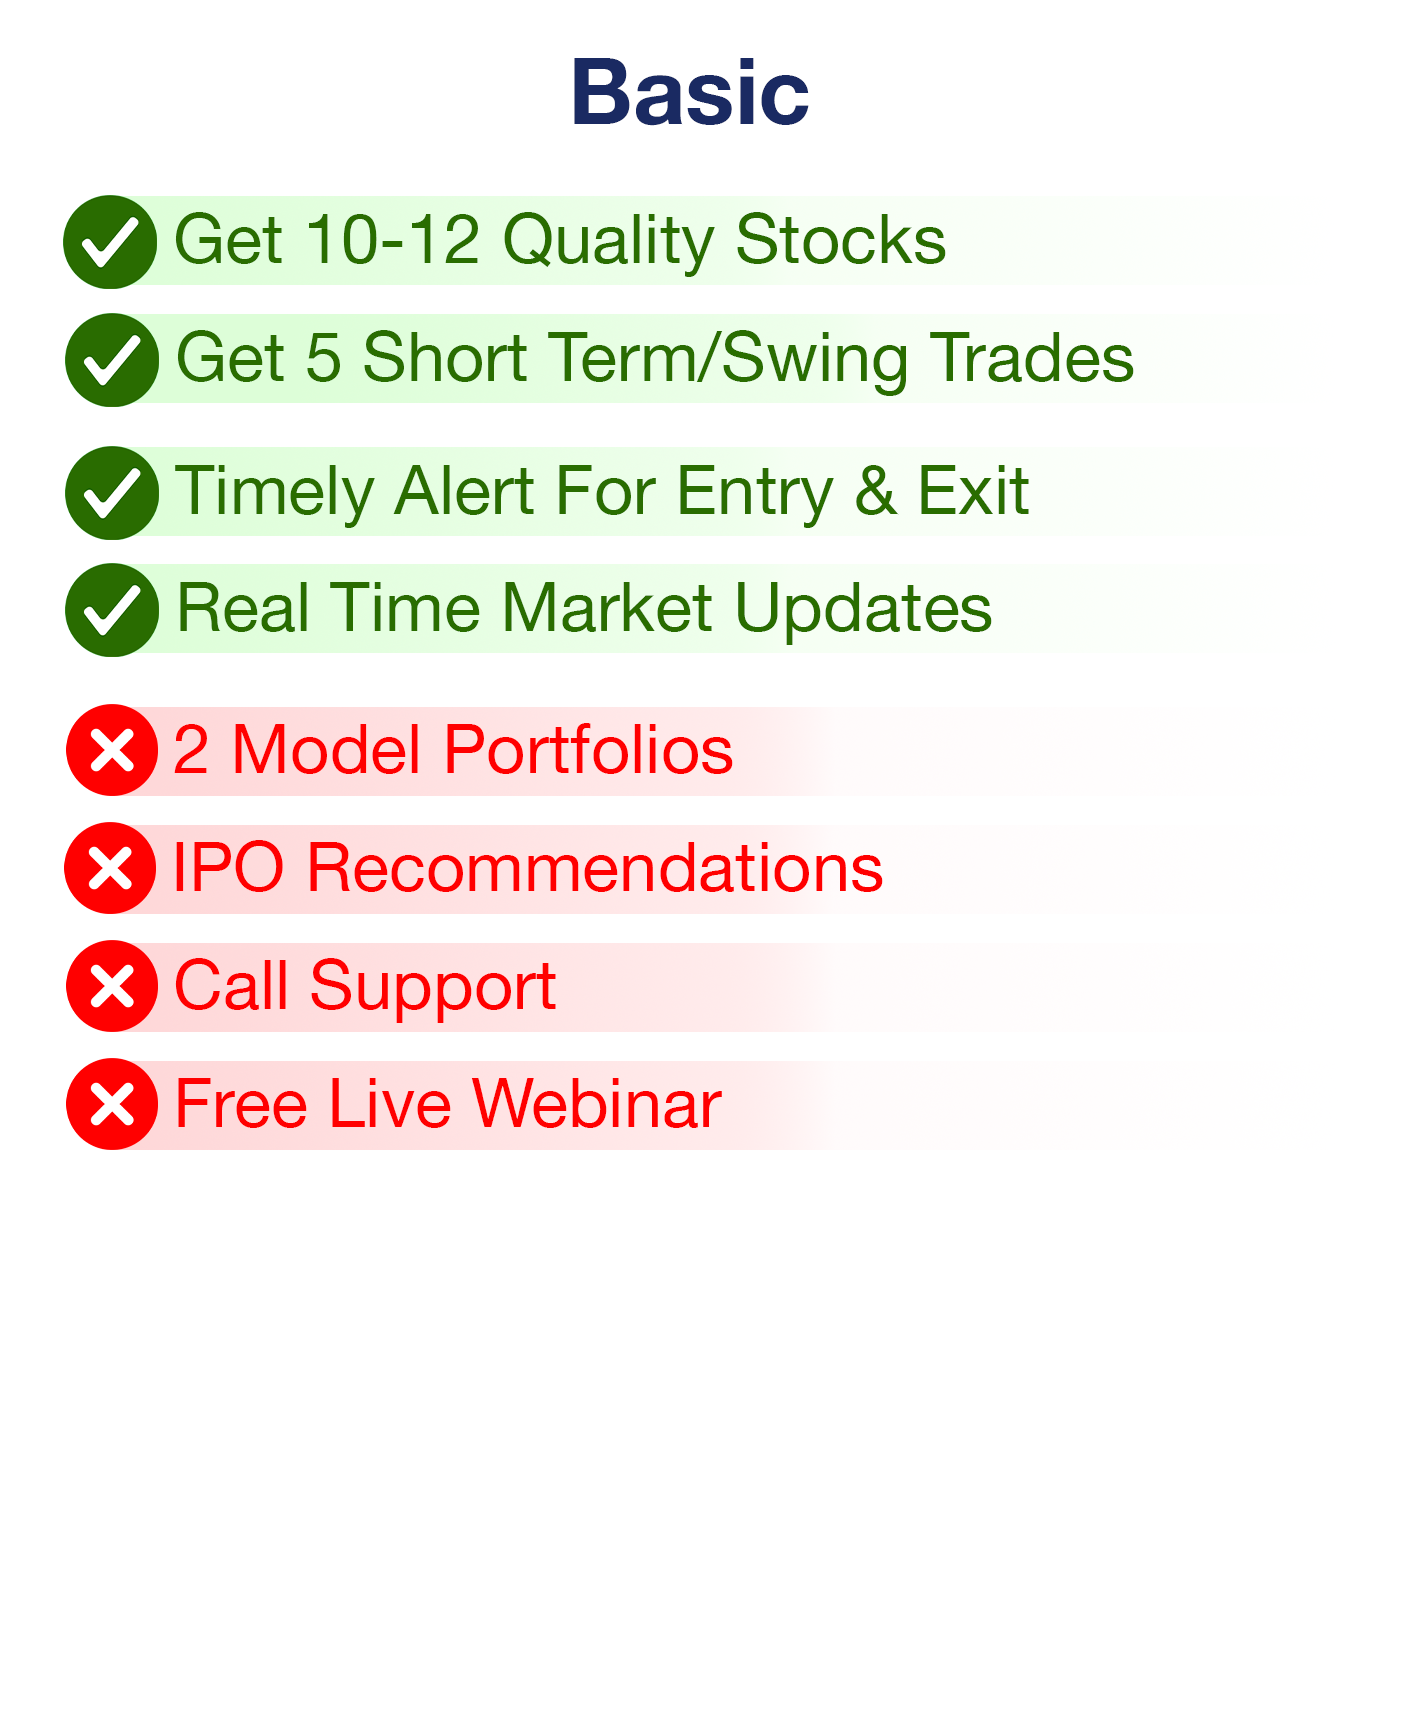 Basic
Get 10-12 Quality Stocks
Get 5 Short Term/Swing Trades
Timely Alert For Entry & Exit
Real Time Market Updates
2 Model Portfolios
IPO Recommendations
Call Support
Free Live Webinar